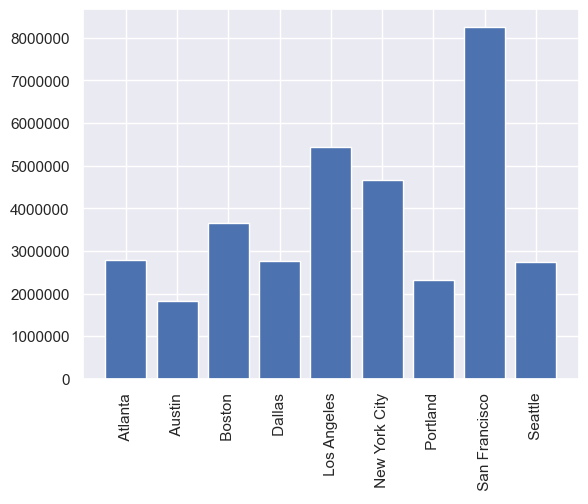 8000000
7000000
6000000
5000000
4000000
3000000
2000000
1000000
0
Atlanta
Austin
Boston
Dallas
Los Angeles
New York City
Portland
San Francisco
Seattle